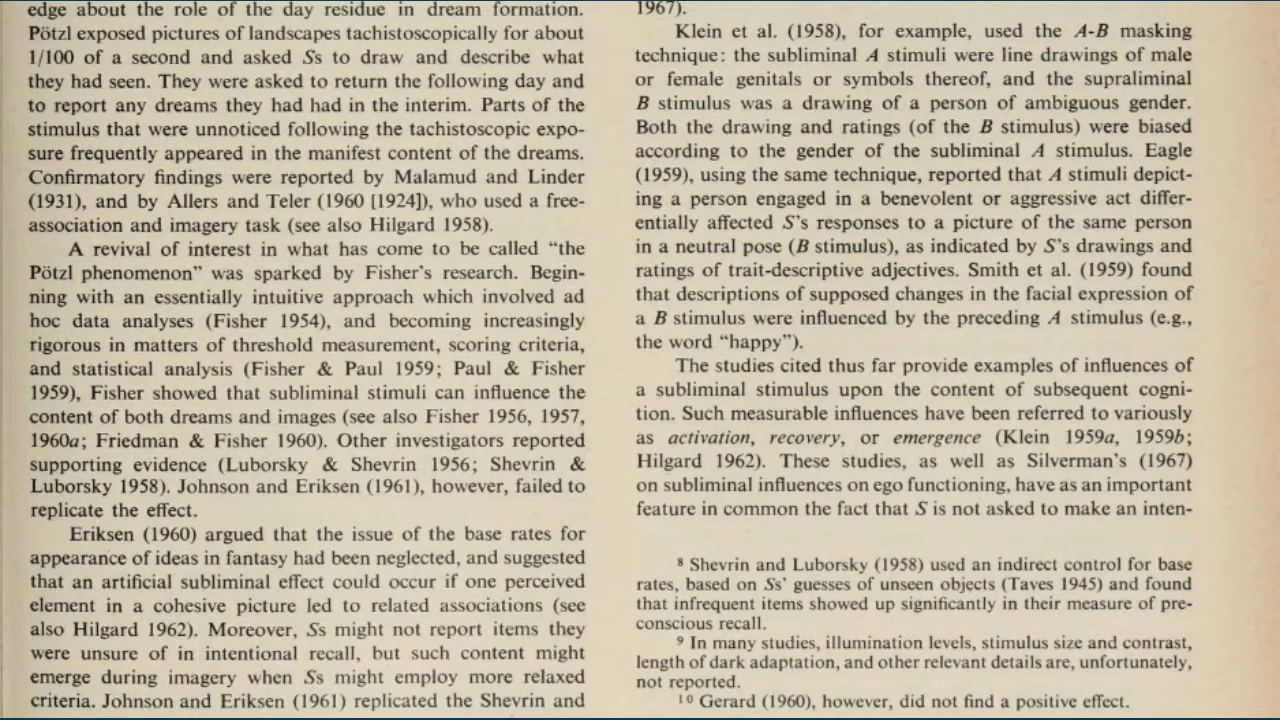 edge about the role of the day residue in dream formation.
Pötzl exposed pictures of landscapes tachistoscopically for about
1/100 of a second and asked Ss to draw and describe what
they had seen. They were asked to return the following day and
to report any dreams they had had in the interim. Parts of the
stimulus that were unnoticed following the tachistoscopic expo-
sure frequently appeared in the manifest content of the dreams.
Confirmatory findings were reported by Malamud and Linder
(1931), and by Allers and Teler (1960 [1924]), who used a free-
association and imagery task (see also Hilgard 1958).
A revival of interest in what has come to be called “the
Pötzl phenomenon” was sparked by Fisher’s research. Begin-
ning with an essentially intuitive approach which involved ad
hoc data analyses (Fisher 1954), and becoming increasingly
rigorous in matters of threshold measurement, scoring criteria,
and statistical analysis (Fisher & Paul 1959; Paul & Fisher
1959), Fisher showed that subliminal stimuli can influence the
content of both dreams and images (see also Fisher 1956, 1957,
1960a; Friedman & Fisher 1960). Other investigators reported
supporting evidence (Luborsky & Shevrin 1956; Shevrin &
Luborsky 1958). Johnson and Eriksen (1961), however, failed to
replicate the effect.
Eriksen (1960) argued that the issue of the base rates for
appearance of ideas in fantasy had been neglected, and suggested
that an artificial subliminal effect could occur if one perceived
element in a cohesive picture led to related associations (see
also Hilgard 1962). Moreover, Ss might not report items they
were unsure of in intentional recall, but such content might
emerge during imagery when Ss might employ more relaxed
criteria. Johnson and Eriksen (1961) replicated the Shevrin and
1967).
Klein et al. (1958), for example, used the A-B masking
technique: the subliminal A stimuli were line drawings of male
or female genitals or symbols thereof, and the supraliminal
B stimulus was a drawing of a person of ambiguous gender.
Both the drawing and ratings (of the B stimulus) were biased
according to the gender of the subliminal A stimulus. Eagle
(1959), using the same technique, reported that A stimuli depict-
ing a person engaged in a benevolent or aggressive act differ-
entially affected S’s responses to a picture of the same person
in a neutral pose (B stimulus), as indicated by S’s drawings and
ratings of trait-descriptive adjectives. Smith et al. (1959) found
that descriptions of supposed changes in the facial expression of
a B stimulus were influenced by the preceding A stimulus (e.g.,
the word “happy”).
The studies cited thus far provide examples of influences of
a subliminal stimulus upon the content of subsequent cogni-
tion. Such measurable influences have been referred to variously
as activation, recovery, or emergence (Klein 1959a, 1959b;
Hilgard 1962). These studies, as well as Silverman’s (1967)
on subliminal influences on ego functioning, have as an important
feature in common the fact that S is not asked to make an inten-
⁸ Shevrin and Luborsky (1958) used an indirect control for base
rates, based on Ss’ guesses of unseen objects (Taves 1945) and found
that infrequent items showed up significantly in their measure of pre-
conscious recall.
⁹ In many studies, illumination levels, stimulus size and contrast,
length of dark adaptation, and other relevant details are, unfortunately,
not reported.
¹⁰ Gerard (1960), however, did not find a positive effect.